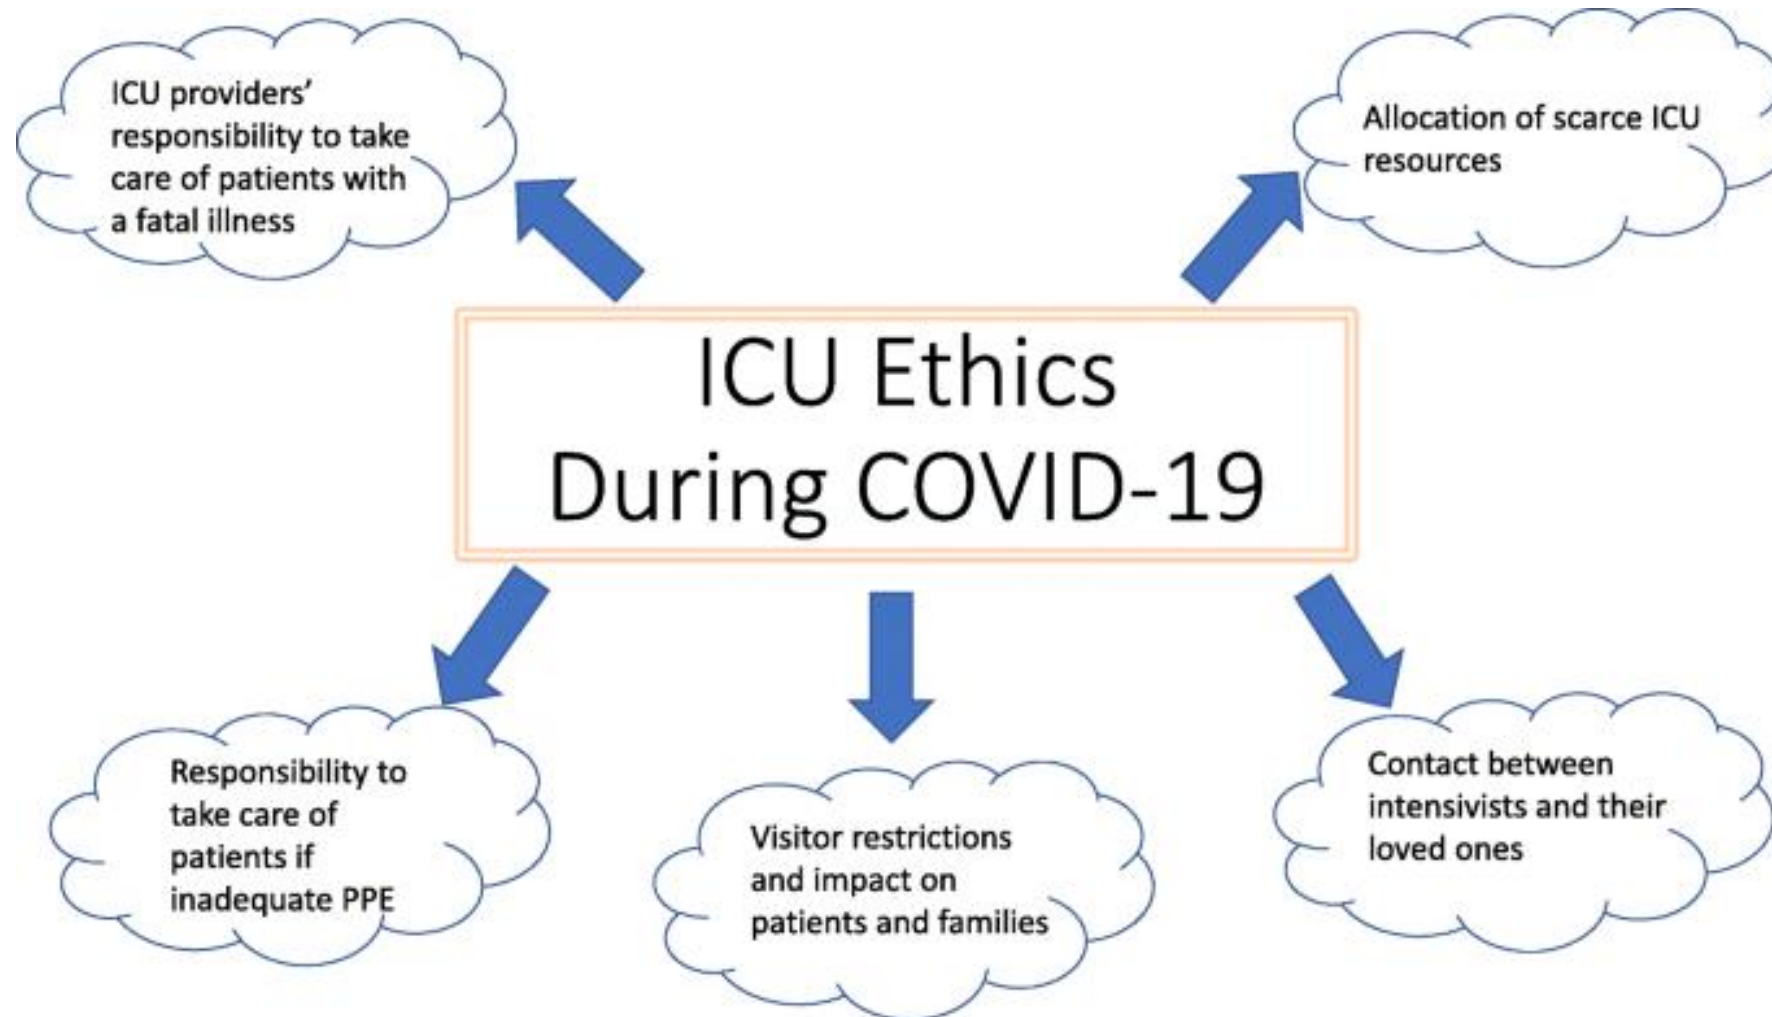 ICU providers'
responsibility to take
care of patients with
a fatal illness
Allocation of scarce ICU
resources
ICU Ethics
During COVID-19
Responsibility to
take care of
patients if
inadequate PPE
Visitor restrictions
and impact on
patients and families
Contact between
intensivists and their
loved ones